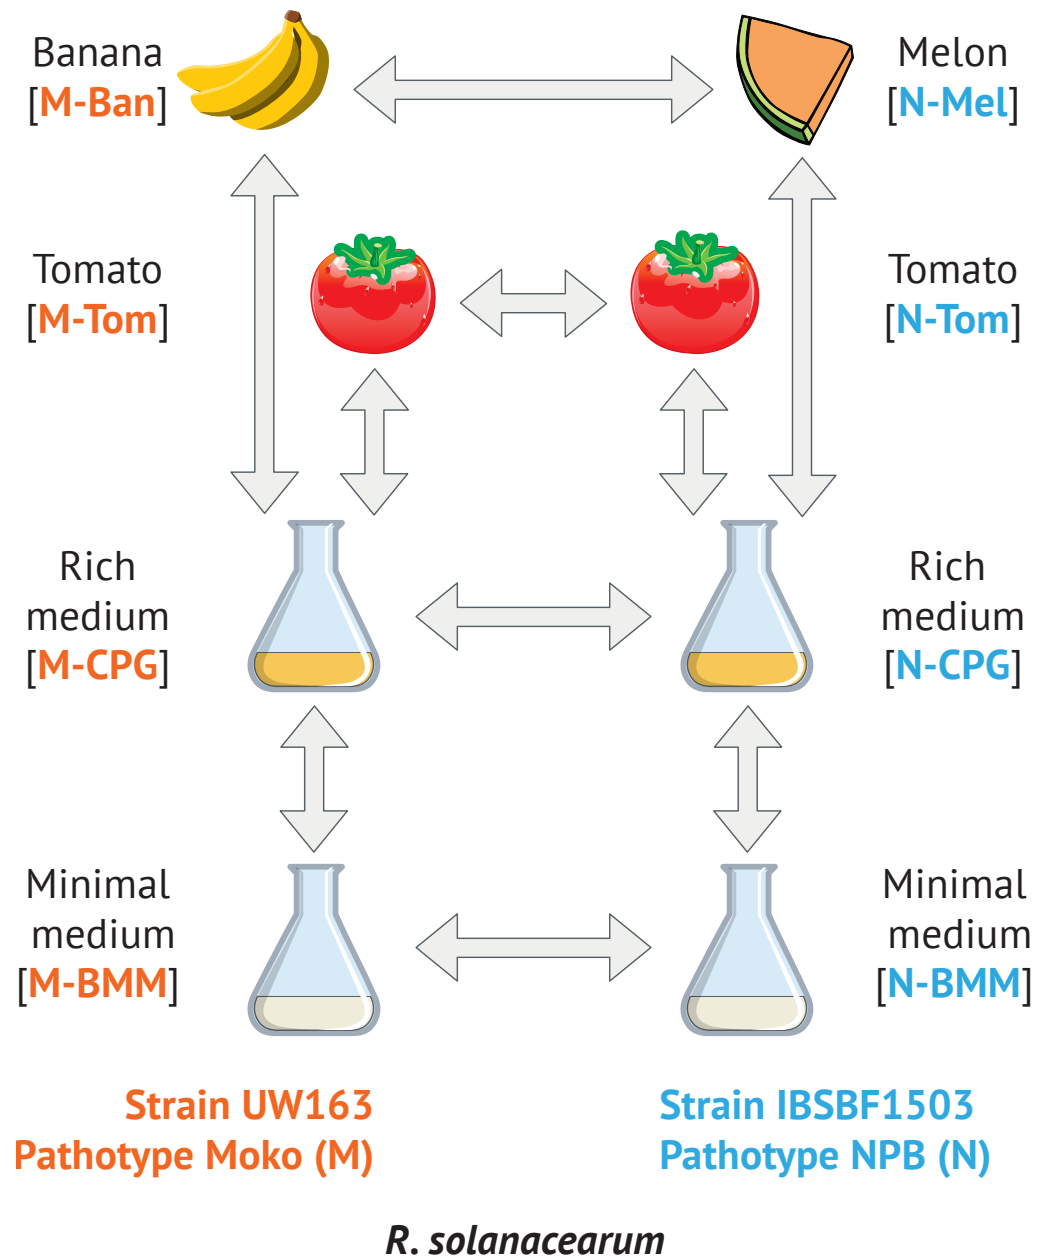 Banana
[M-Ban]
Melon
[N-Mel]
Tomato
[M-Tom]
Tomato
[N-Tom]
Rich
medium
[M-CPG]
Rich
medium
[N-CPG]
Minimal
medium
[M-BMM]
Minimal
medium
[N-BMM]
Strain UW163
Pathotype Moko (M)
Strain IBSBF1503
Pathotype NPB (N)
R. solanacearum